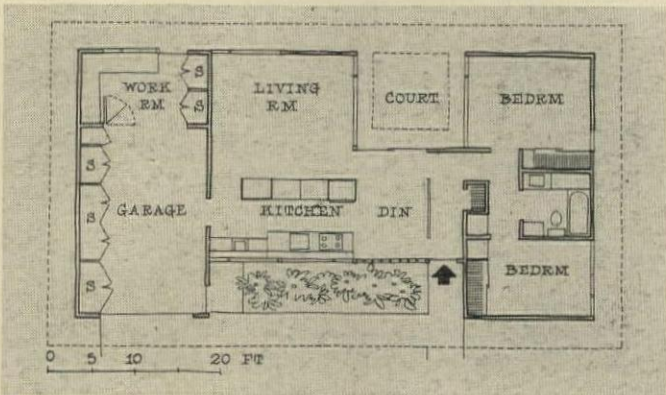 S
WORK
RM
S
LIVING
RM
COURT
BEDRM
S
S
GARAGE
KITCHEN
DIN
BEDRM
S
0 5 10 20 FT